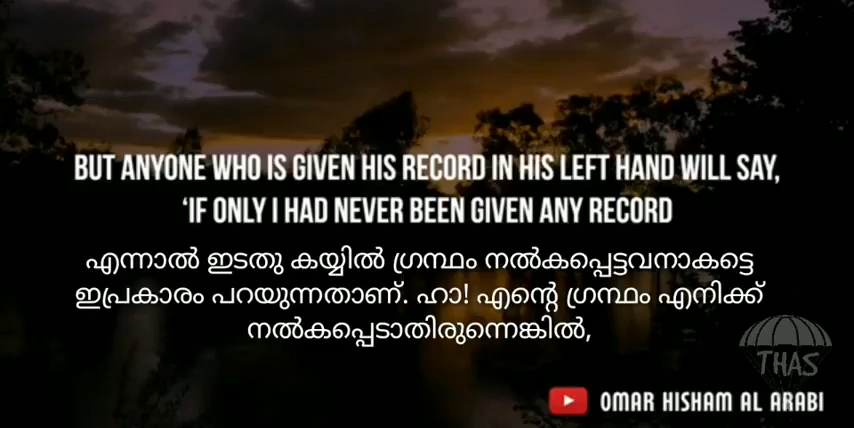 BUT ANYONE WHO IS GIVEN HIS RECORD IN HIS LEFT HAND WILL SAY,
‘IF ONLY I HAD NEVER BEEN GIVEN ANY RECORD
എന്നാൽ ഇടതു കയ്യിൽ ഗ്രന്ഥം നൽകപ്പെട്ടവനാകട്ടെ
ഇപ്രകാരം പറയുന്നതാണ്. ഹാ! എന്റെ ഗ്രന്ഥം എനിക്ക്
നൽകപ്പെടാതിരുന്നെങ്കിൽ,
THAS
OMAR HISHAM AL ARABI